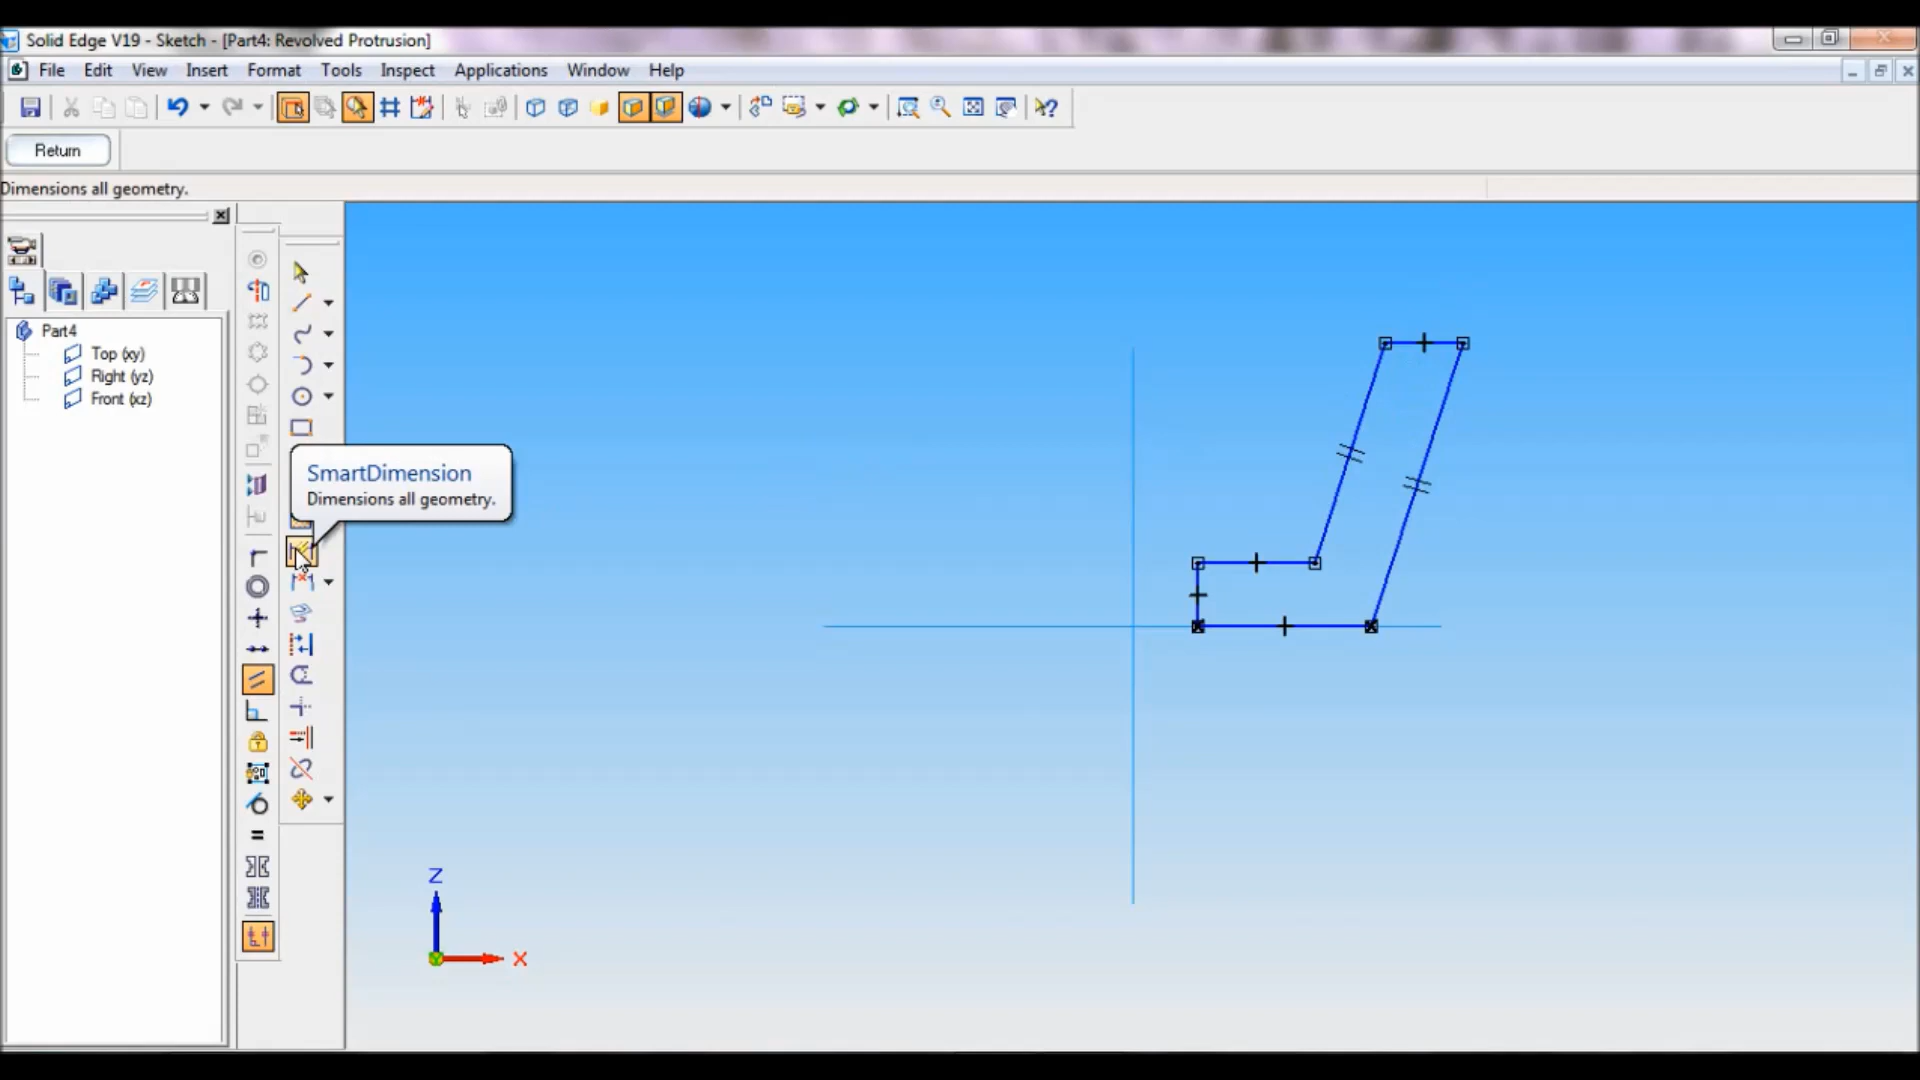 Solid Edge V19 - Sketch - [Part4: Revolved Protrusion]
File Edit View Insert Format Tools Inspect Applications Window Help
Return
Dimensions all geometry.
Part4
Top (xy)
Right (yz)
Front (xz)
SmartDimension
Dimensions all geometry.
Z
X